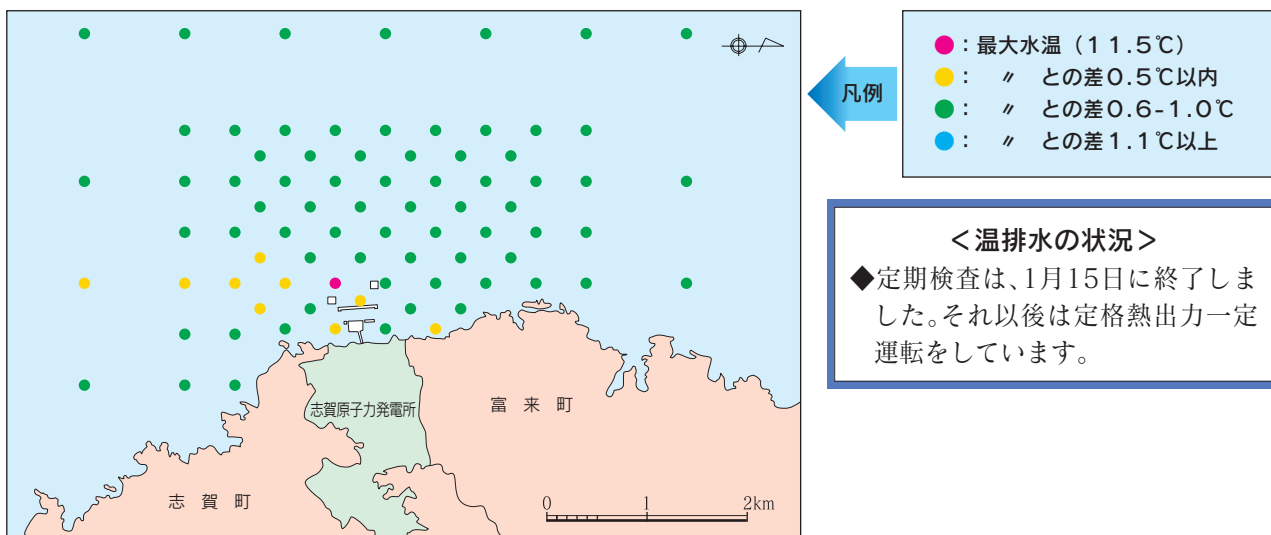 凡例
：最大水温（11.5℃）
：　〃　との差0.5℃以内
：　〃　との差0.6-1.0℃
：　〃　との差1.1℃以上
＜温排水の状況＞
◆定期検査は、1月15日に終了しま
した。それ以後は定格熱出力一定
運転をしています。
志賀原子力発電所
富来町
志賀町
0 1 2km